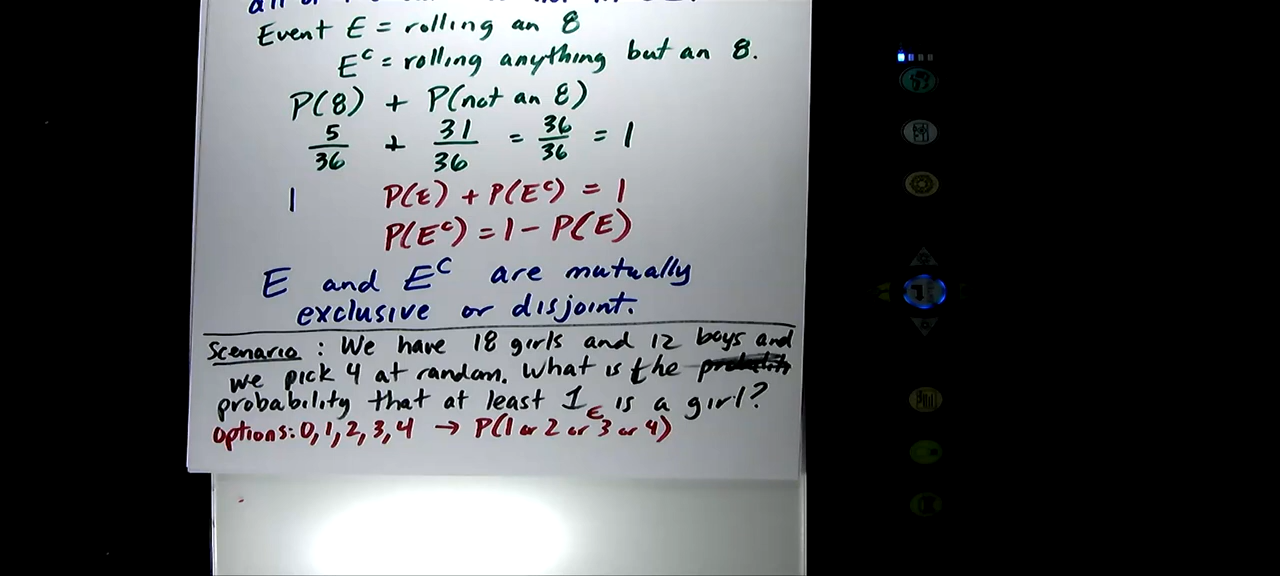 all
Event E = rolling an 8
E^c = rolling anything but an 8.
P(8) + P(not an 8)
5/36 + 31/36 = 36/36 = 1
1 P(E) + P(E^c) = 1
P(E^c) = 1 - P(E)
E and E^c are mutually
exclusive or disjoint.
Scenario: We have 18 girls and 12 boys and
we pick 4 at random. What is the
probability that at least 1 is a girl?
E
Options: 0, 1, 2, 3, 4 → P(1 or 2 or 3 or 4)